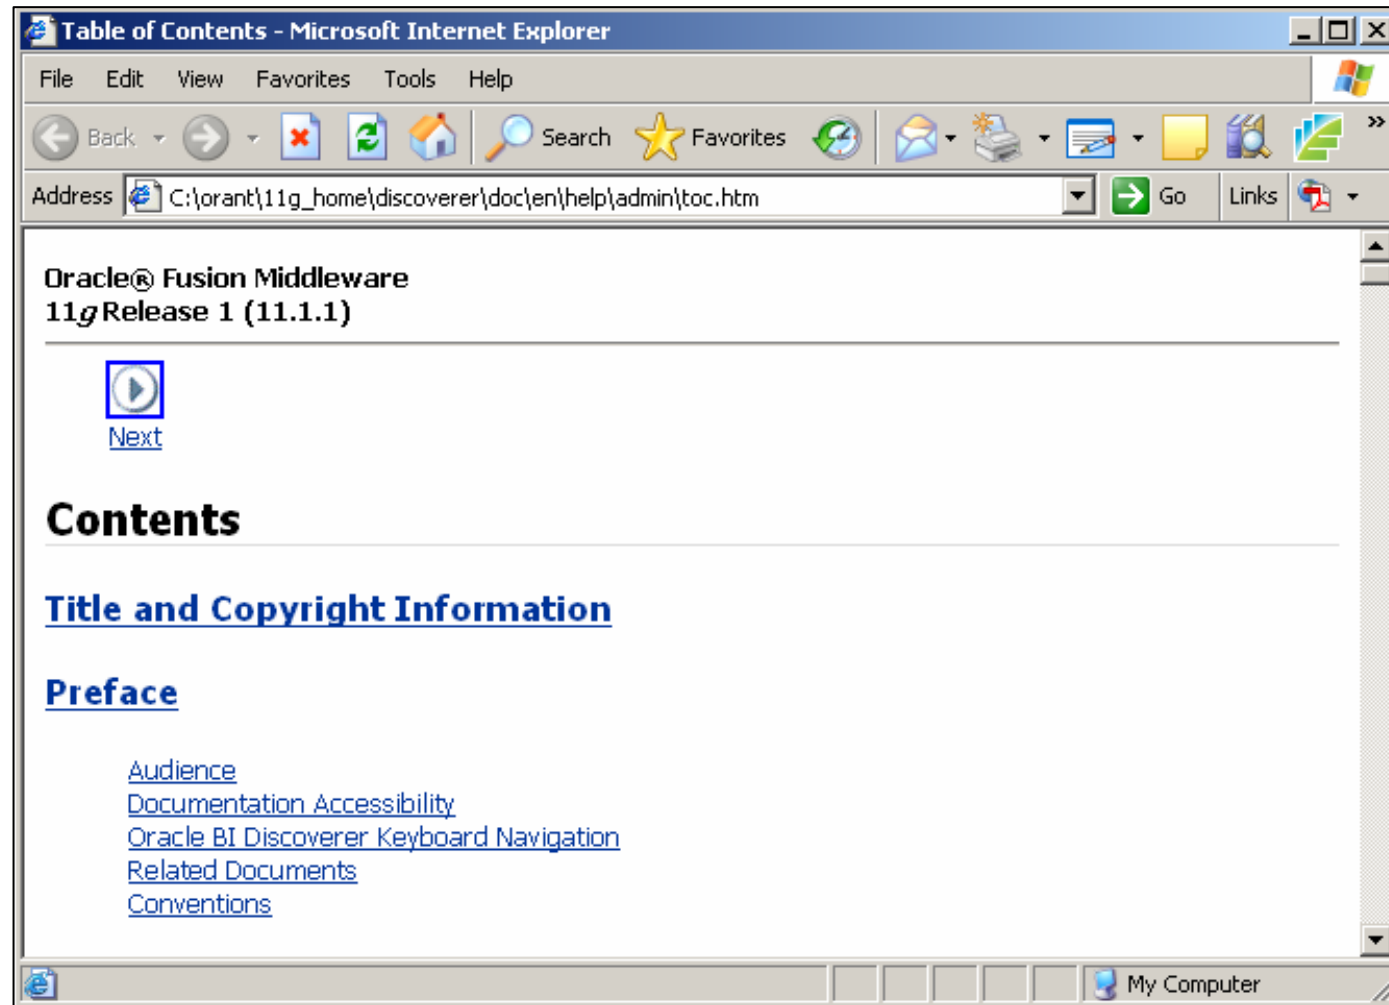 Table of Contents - Microsoft Internet Explorer
File Edit View Favorites Tools Help
Back Search Favorites »
Address C:\orant\11g_home\discoverer\doc\en\help\admin\toc.htm Go Links
Oracle® Fusion Middleware
11g Release 1 (11.1.1)
Next
Contents
Title and Copyright Information
Preface
Audience
Documentation Accessibility
Oracle BI Discoverer Keyboard Navigation
Related Documents
Conventions
My Computer